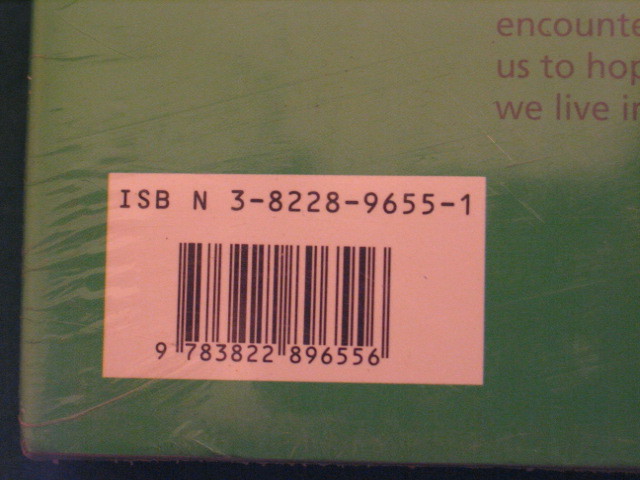 encounte
us to hop
we live in
ISB N 3-8228-9655-1
9 783822 896556